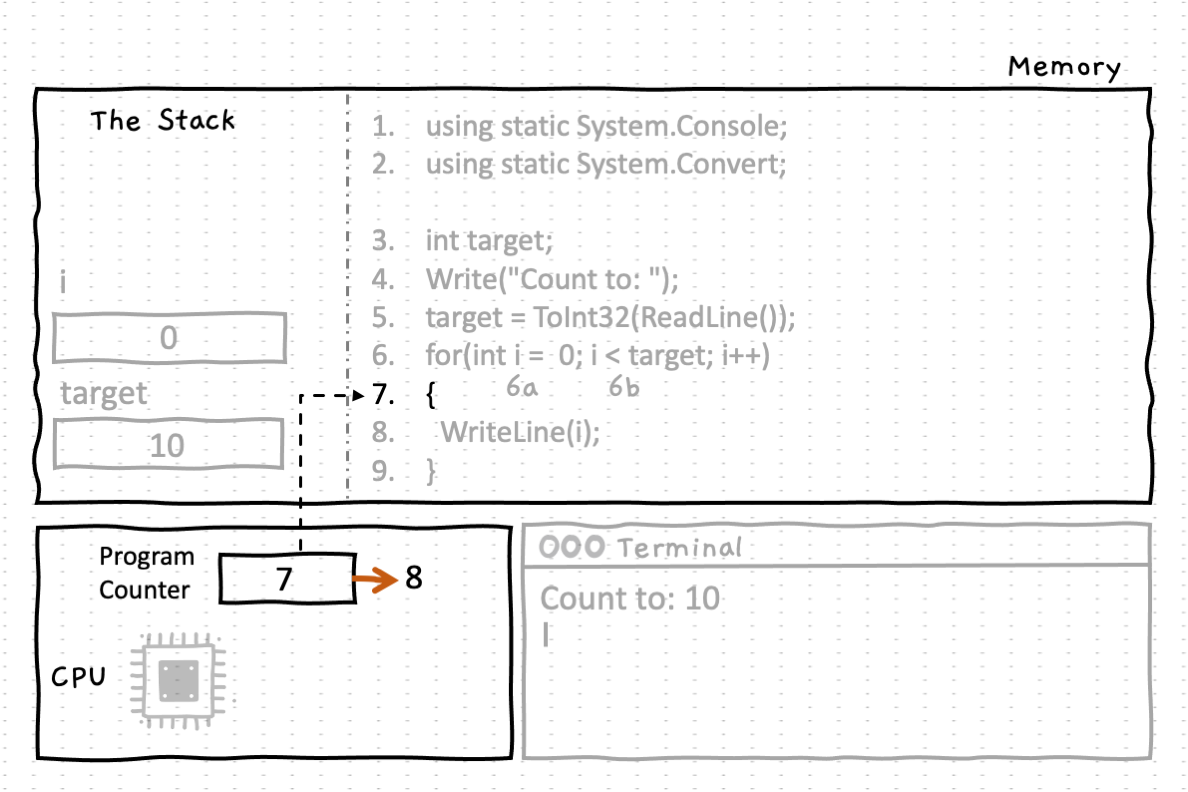 Memory
The Stack
1. using static System.Console;
2. using static System.Convert;
3. int target;
i
4. Write("Count to: ");
0
5. target = ToInt32(ReadLine());
6. for(int i = 0; i < target; i++)
target
7. { 6a 6b
8. WriteLine(i);
10
9. }
Program
Counter
7
8
CPU
Terminal
Count to: 10